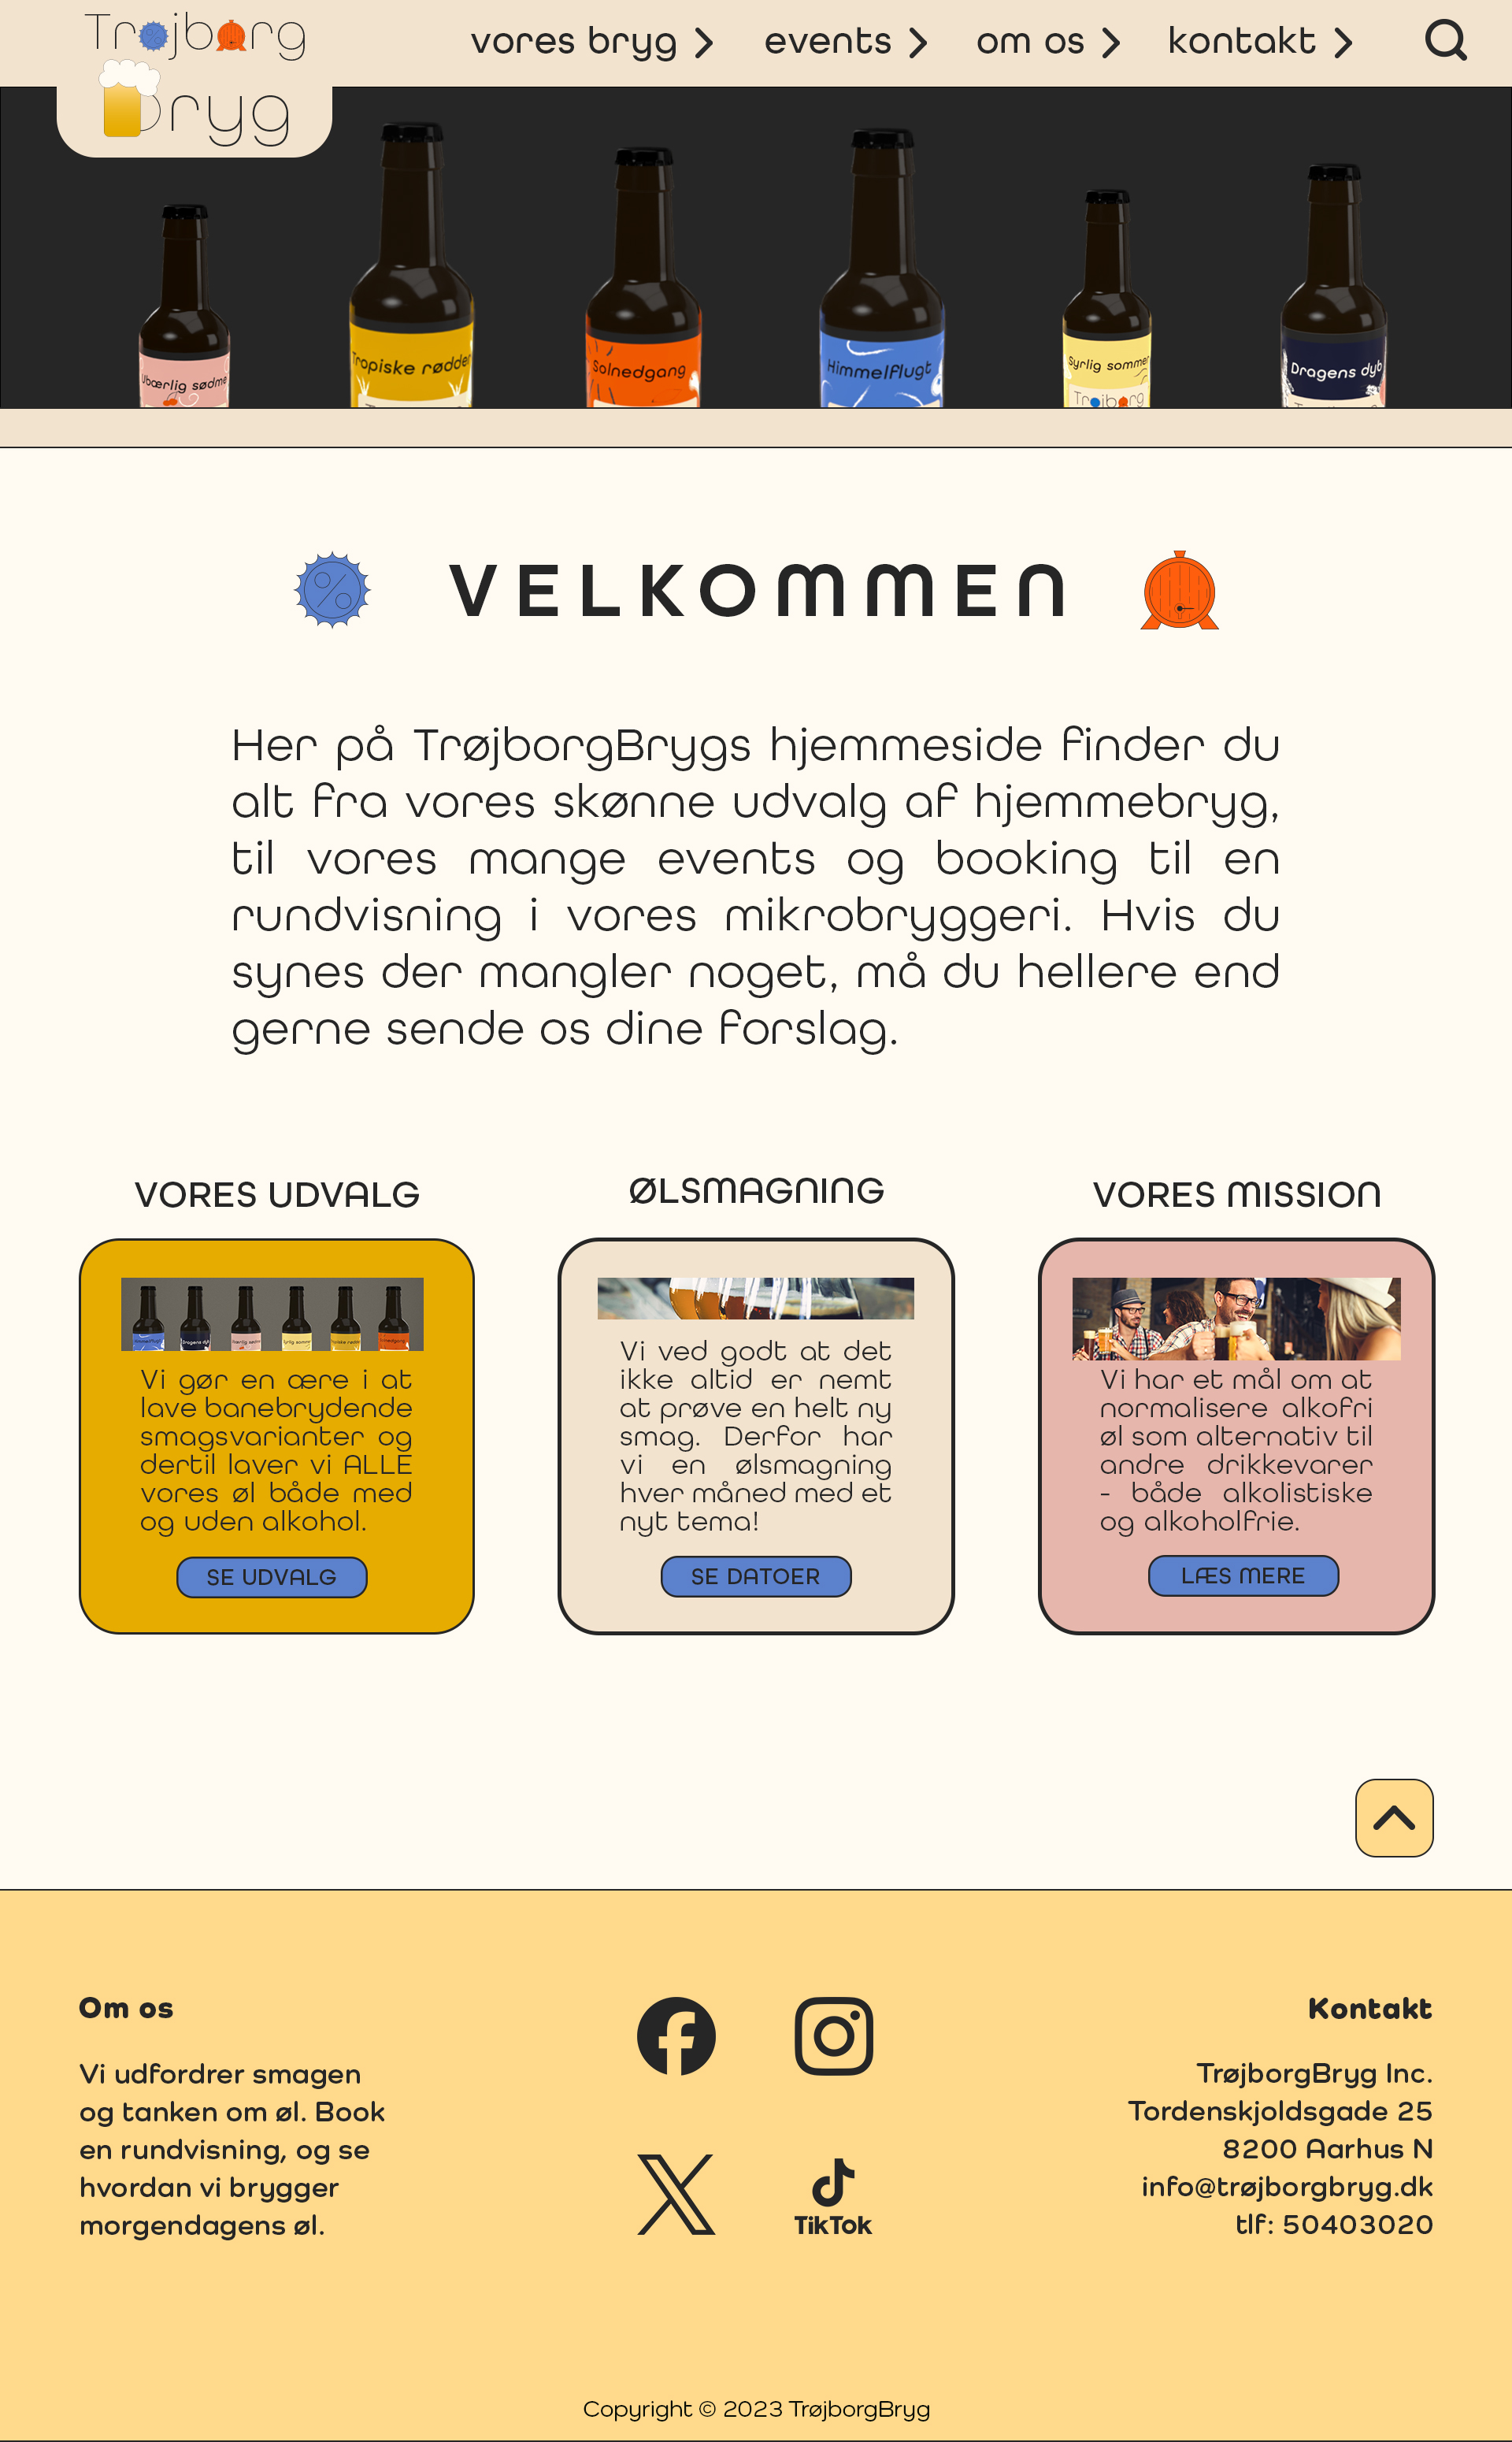 Trøjborg
Bryg
vores bryg
events
om os
kontakt
Ubærlig sødme
Tropiske rødder
Solnedgang
Himmelflugt
Syrlig sommer
Trøjborg
Dragens dyb
%
VELKOMMEN
Her på TrøjborgBrygs hjemmeside finder du
alt fra vores skønne udvalg af hjemmebryg,
til vores mange events og booking til en
rundvisning i vores mikrobryggeri. Hvis du
synes der mangler noget, må du hellere end
gerne sende os dine forslag.
VORES UDVALG
Vi gør en ære i at
lave banebrydende
smagsvarianter og
dertil laver vi ALLE
vores øl både med
og uden alkohol.
SE UDVALG
ØLSMAGNING
Vi ved godt at det
ikke altid er nemt
at prøve en helt ny
smag. Derfor har
vi en ølsmagning
hver måned med et
nyt tema!
SE DATOER
VORES MISSION
Vi har et mål om at
normalisere alkofri
øl som alternativ til
andre drikkevarer
- både alkolistiske
og alkoholfrie.
LÆS MERE
Om os
Vi udfordrer smagen
og tanken om øl. Book
en rundvisning, og se
hvordan vi brygger
morgendagens øl.
TikTok
Kontakt
TrøjborgBryg Inc.
Tordenskjoldsgade 25
8200 Aarhus N
info@trøjborgbryg.dk
tlf: 50403020
Copyright © 2023 TrøjborgBryg